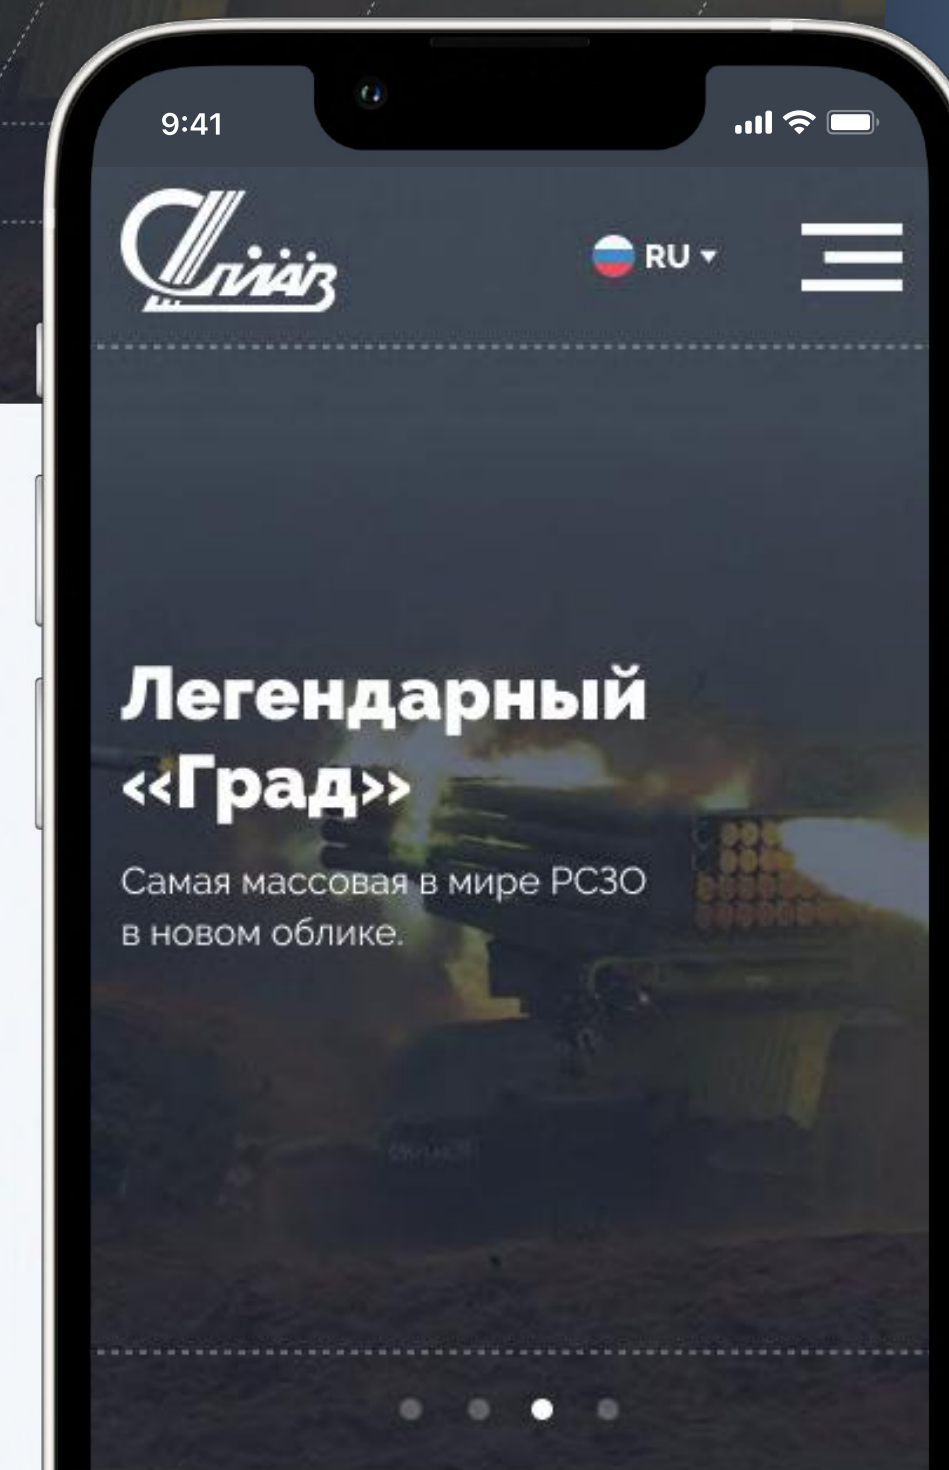 9:41
Сплав
RU
Легендарный
«Град»
Самая массовая в мире РСЗО
в новом облике.